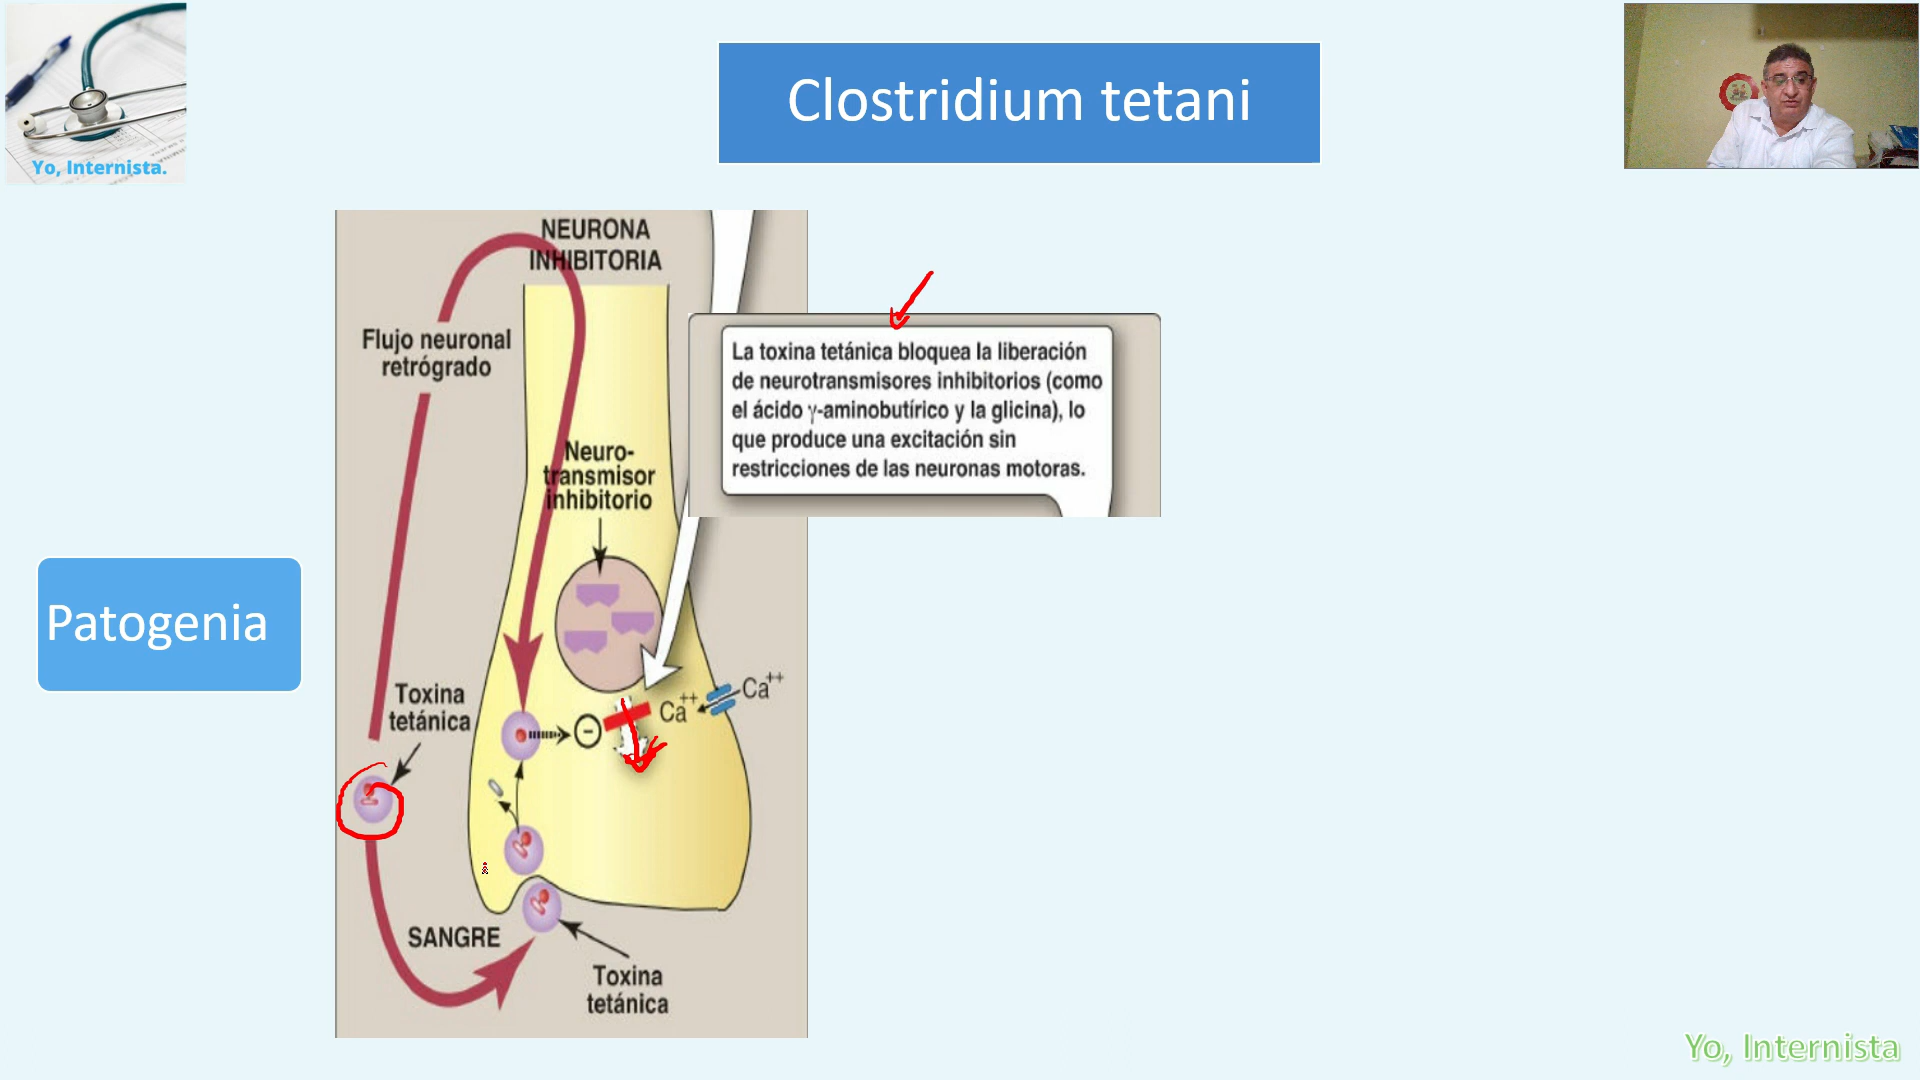 Yo, Internista.
Clostridium tetani
NEURONA
INHIBITORIA
Flujo neuronal
retrógrado
La toxina tetánica bloquea la liberación
de neurotransmisores inhibitorios (como
el ácido γ-aminobutírico y la glicina), lo
que produce una excitación sin
restricciones de las neuronas motoras.
Neuro-
transmisor
inhibitorio
Patogenia
Toxina
tetánica
Ca++
Ca++
SANGRE
Toxina
tetánica
Yo, Internista